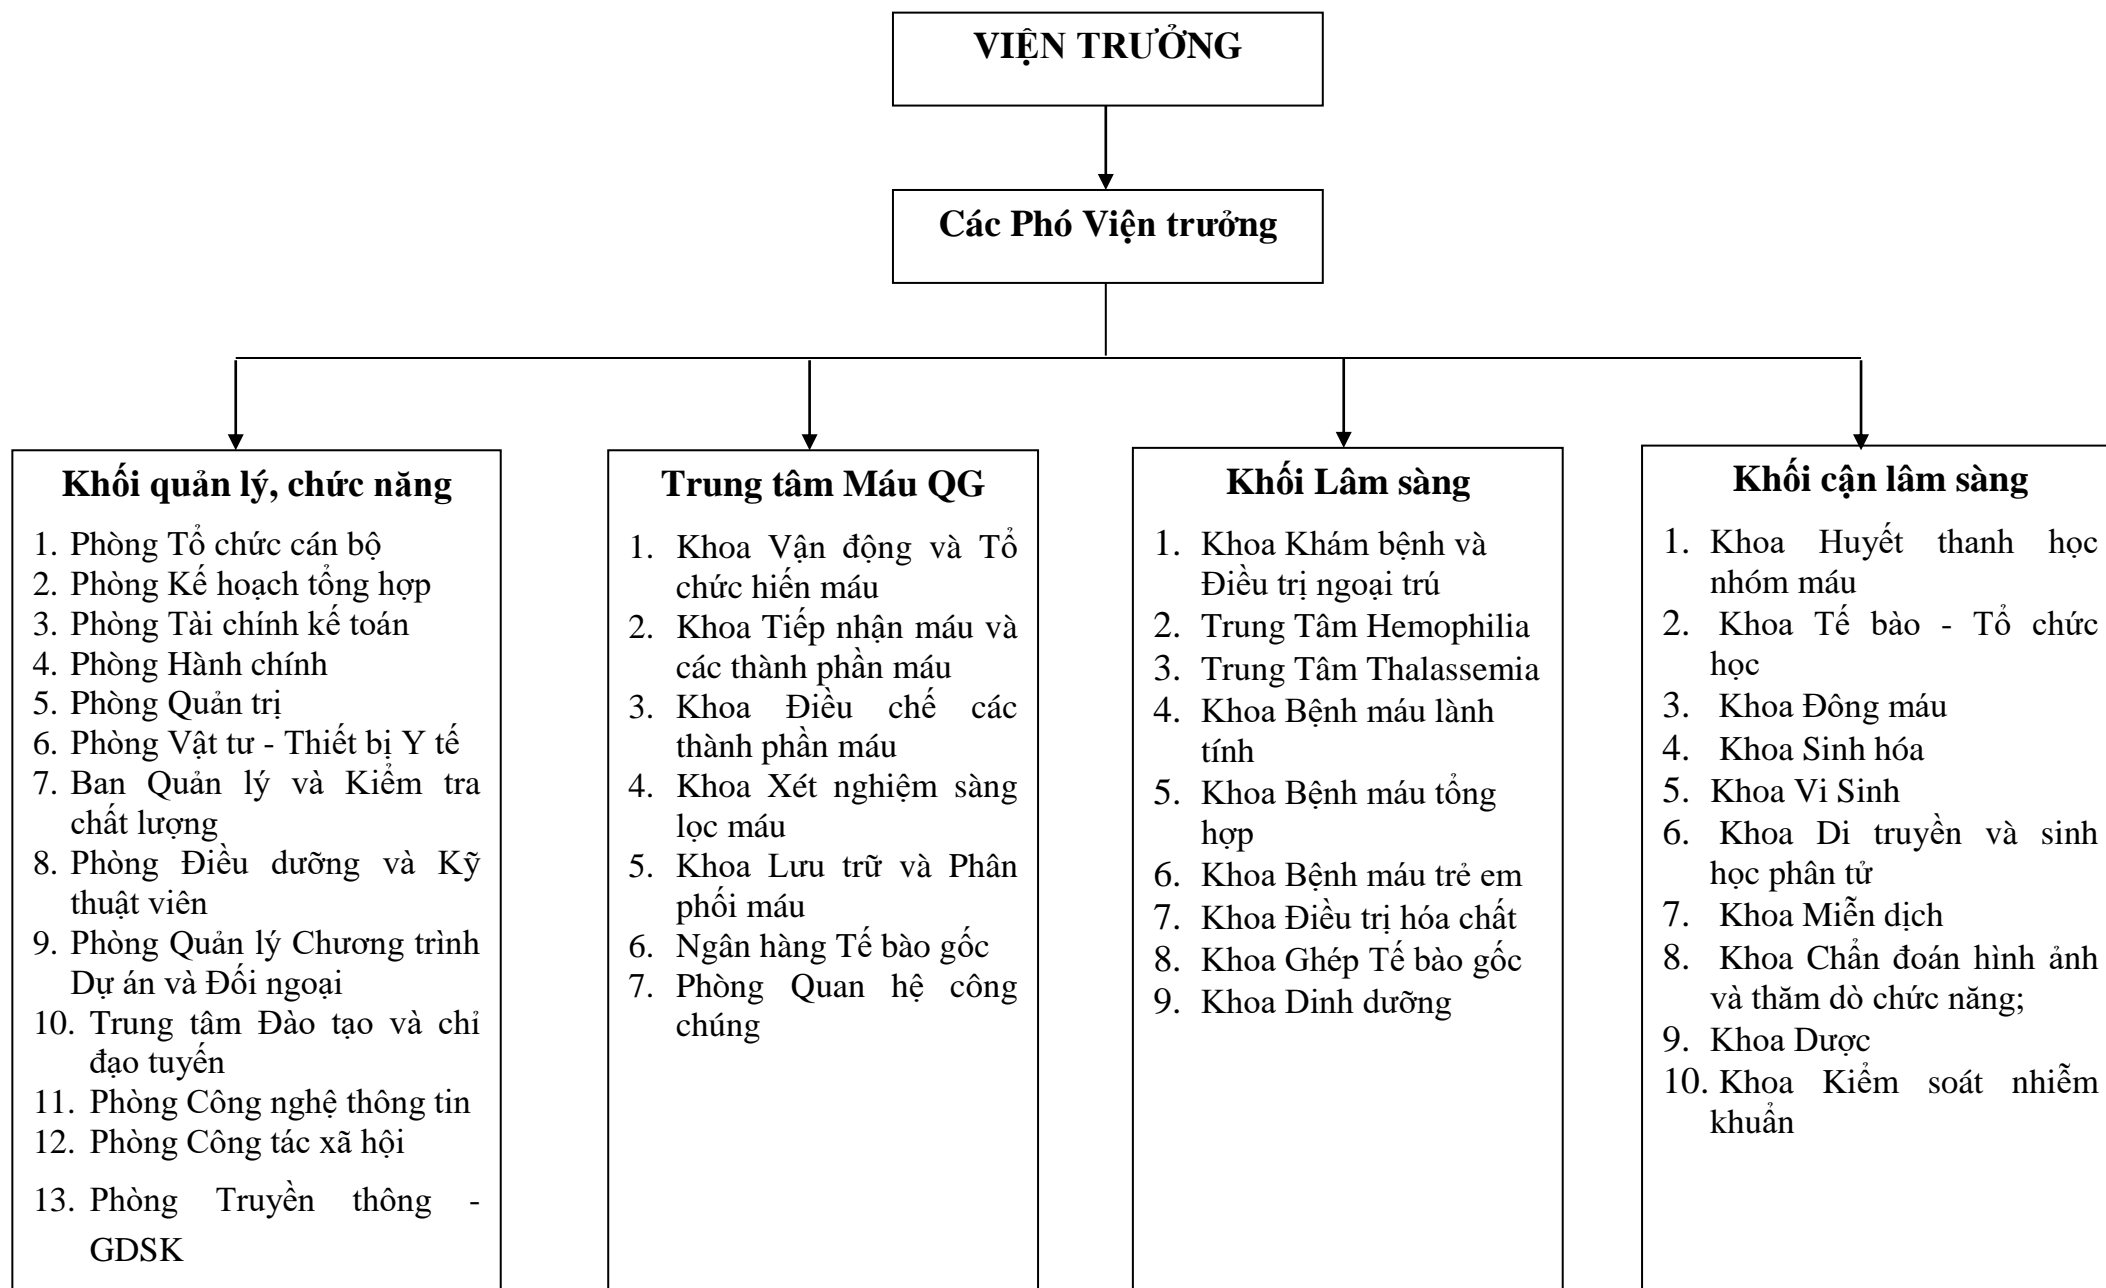 VIỆN TRƯỞNG
Các Phó Viện trưởng
Khối quản lý, chức năng
1. Phòng Tổ chức cán bộ
2. Phòng Kế hoạch tổng hợp
3. Phòng Tài chính kế toán
4. Phòng Hành chính
5. Phòng Quản trị
6. Phòng Vật tư - Thiết bị Y tế
7. Ban Quản lý và Kiểm tra
chất lượng
8. Phòng Điều dưỡng và Kỹ
thuật viên
9. Phòng Quản lý Chương trình
Dự án và Đối ngoại
10. Trung tâm Đào tạo và chỉ
đạo tuyến
11. Phòng Công nghệ thông tin
12. Phòng Công tác xã hội
13. Phòng Truyền thông -
GDSK
Trung tâm Máu QG
1. Khoa Vận động và Tổ
chức hiến máu
2. Khoa Tiếp nhận máu và
các thành phần máu
3. Khoa Điều chế các
thành phần máu
4. Khoa Xét nghiệm sàng
lọc máu
5. Khoa Lưu trữ và Phân
phối máu
6. Ngân hàng Tế bào gốc
7. Phòng Quan hệ công
chúng
Khối Lâm sàng
1. Khoa Khám bệnh và
Điều trị ngoại trú
2. Trung Tâm Hemophilia
3. Trung Tâm Thalassemia
4. Khoa Bệnh máu lành
tính
5. Khoa Bệnh máu tổng
hợp
6. Khoa Bệnh máu trẻ em
7. Khoa Điều trị hóa chất
8. Khoa Ghép Tế bào gốc
9. Khoa Dinh dưỡng
Khối cận lâm sàng
1. Khoa Huyết thanh học
nhóm máu
2. Khoa Tế bào - Tổ chức
học
3. Khoa Đông máu
4. Khoa Sinh hóa
5. Khoa Vi Sinh
6. Khoa Di truyền và sinh
học phân tử
7. Khoa Miễn dịch
8. Khoa Chẩn đoán hình ảnh
và thăm dò chức năng;
9. Khoa Dược
10. Khoa Kiểm soát nhiễm
khuẩn